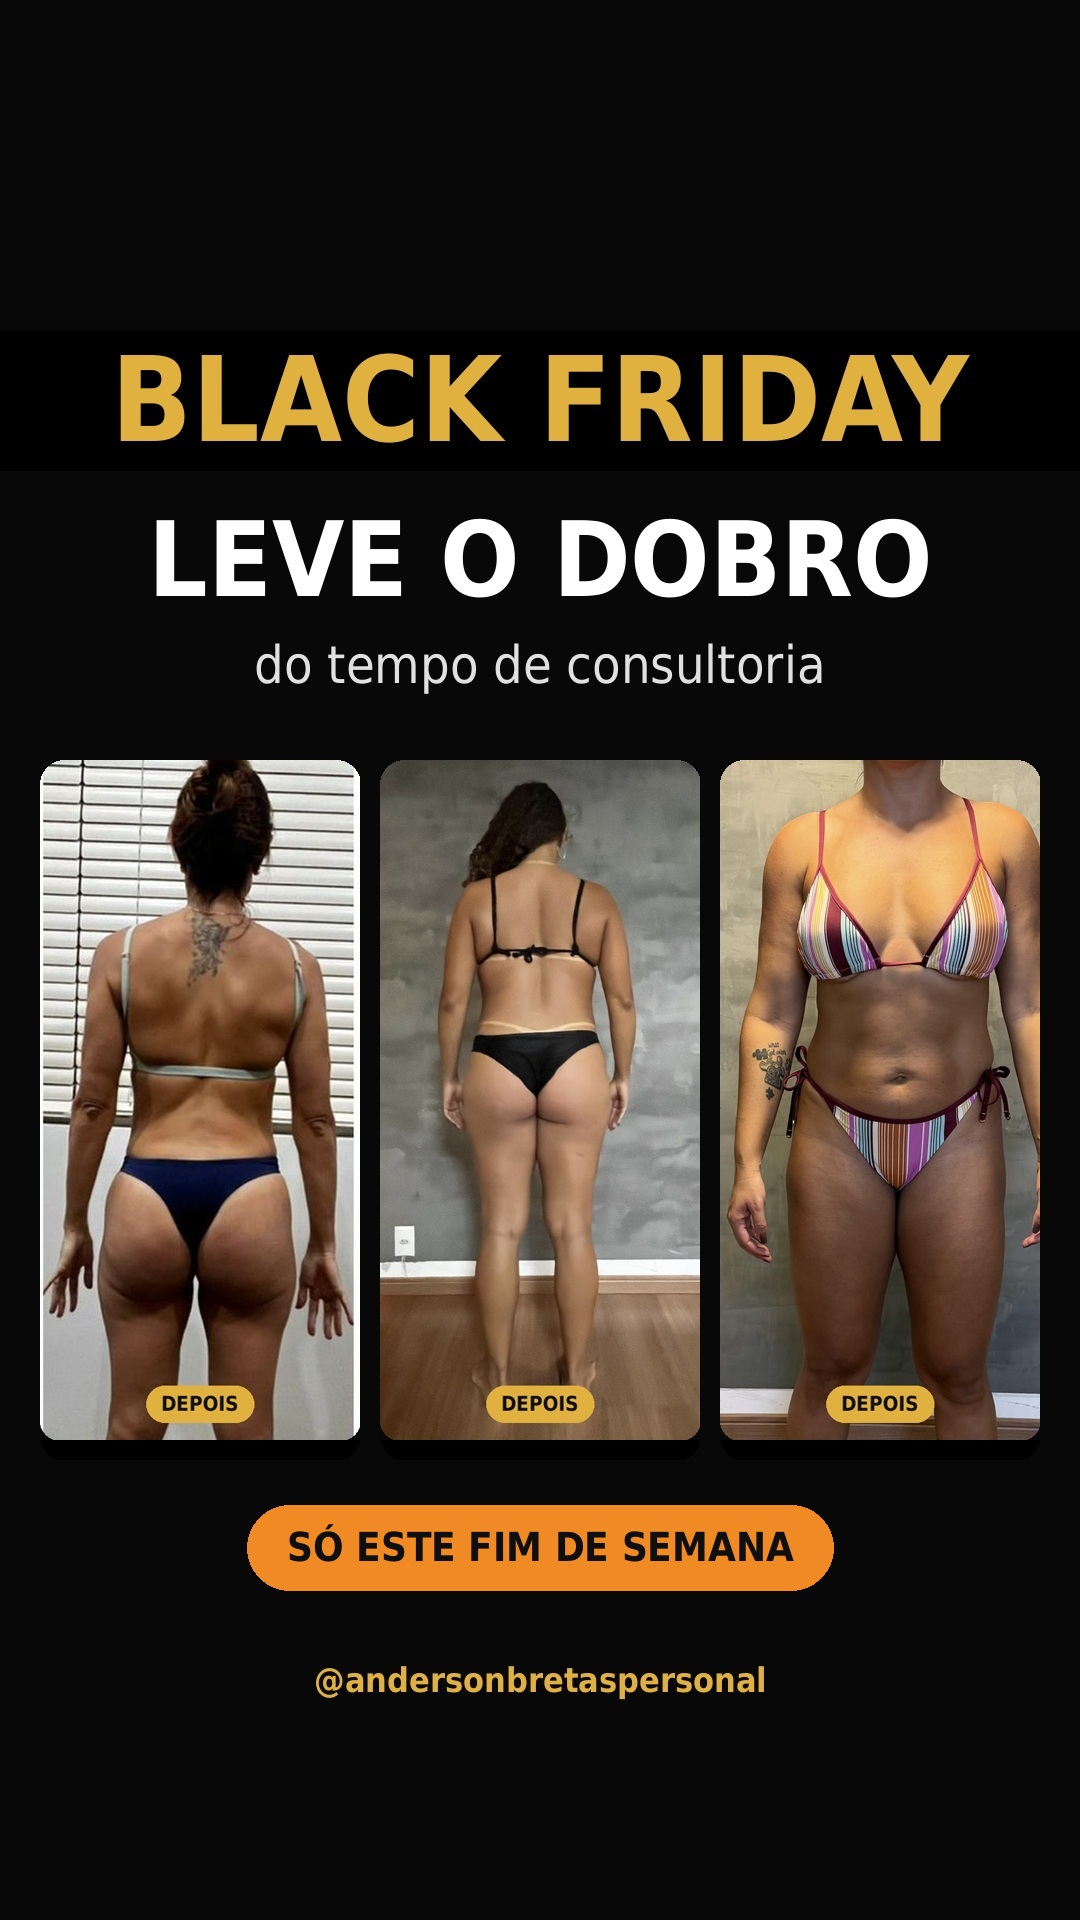 BLACK FRIDAY
LEVE O DOBRO
do tempo de consultoria
DEPOIS
DEPOIS
DEPOIS
SÓ ESTE FIM DE SEMANA
@andersonbretaspersonal